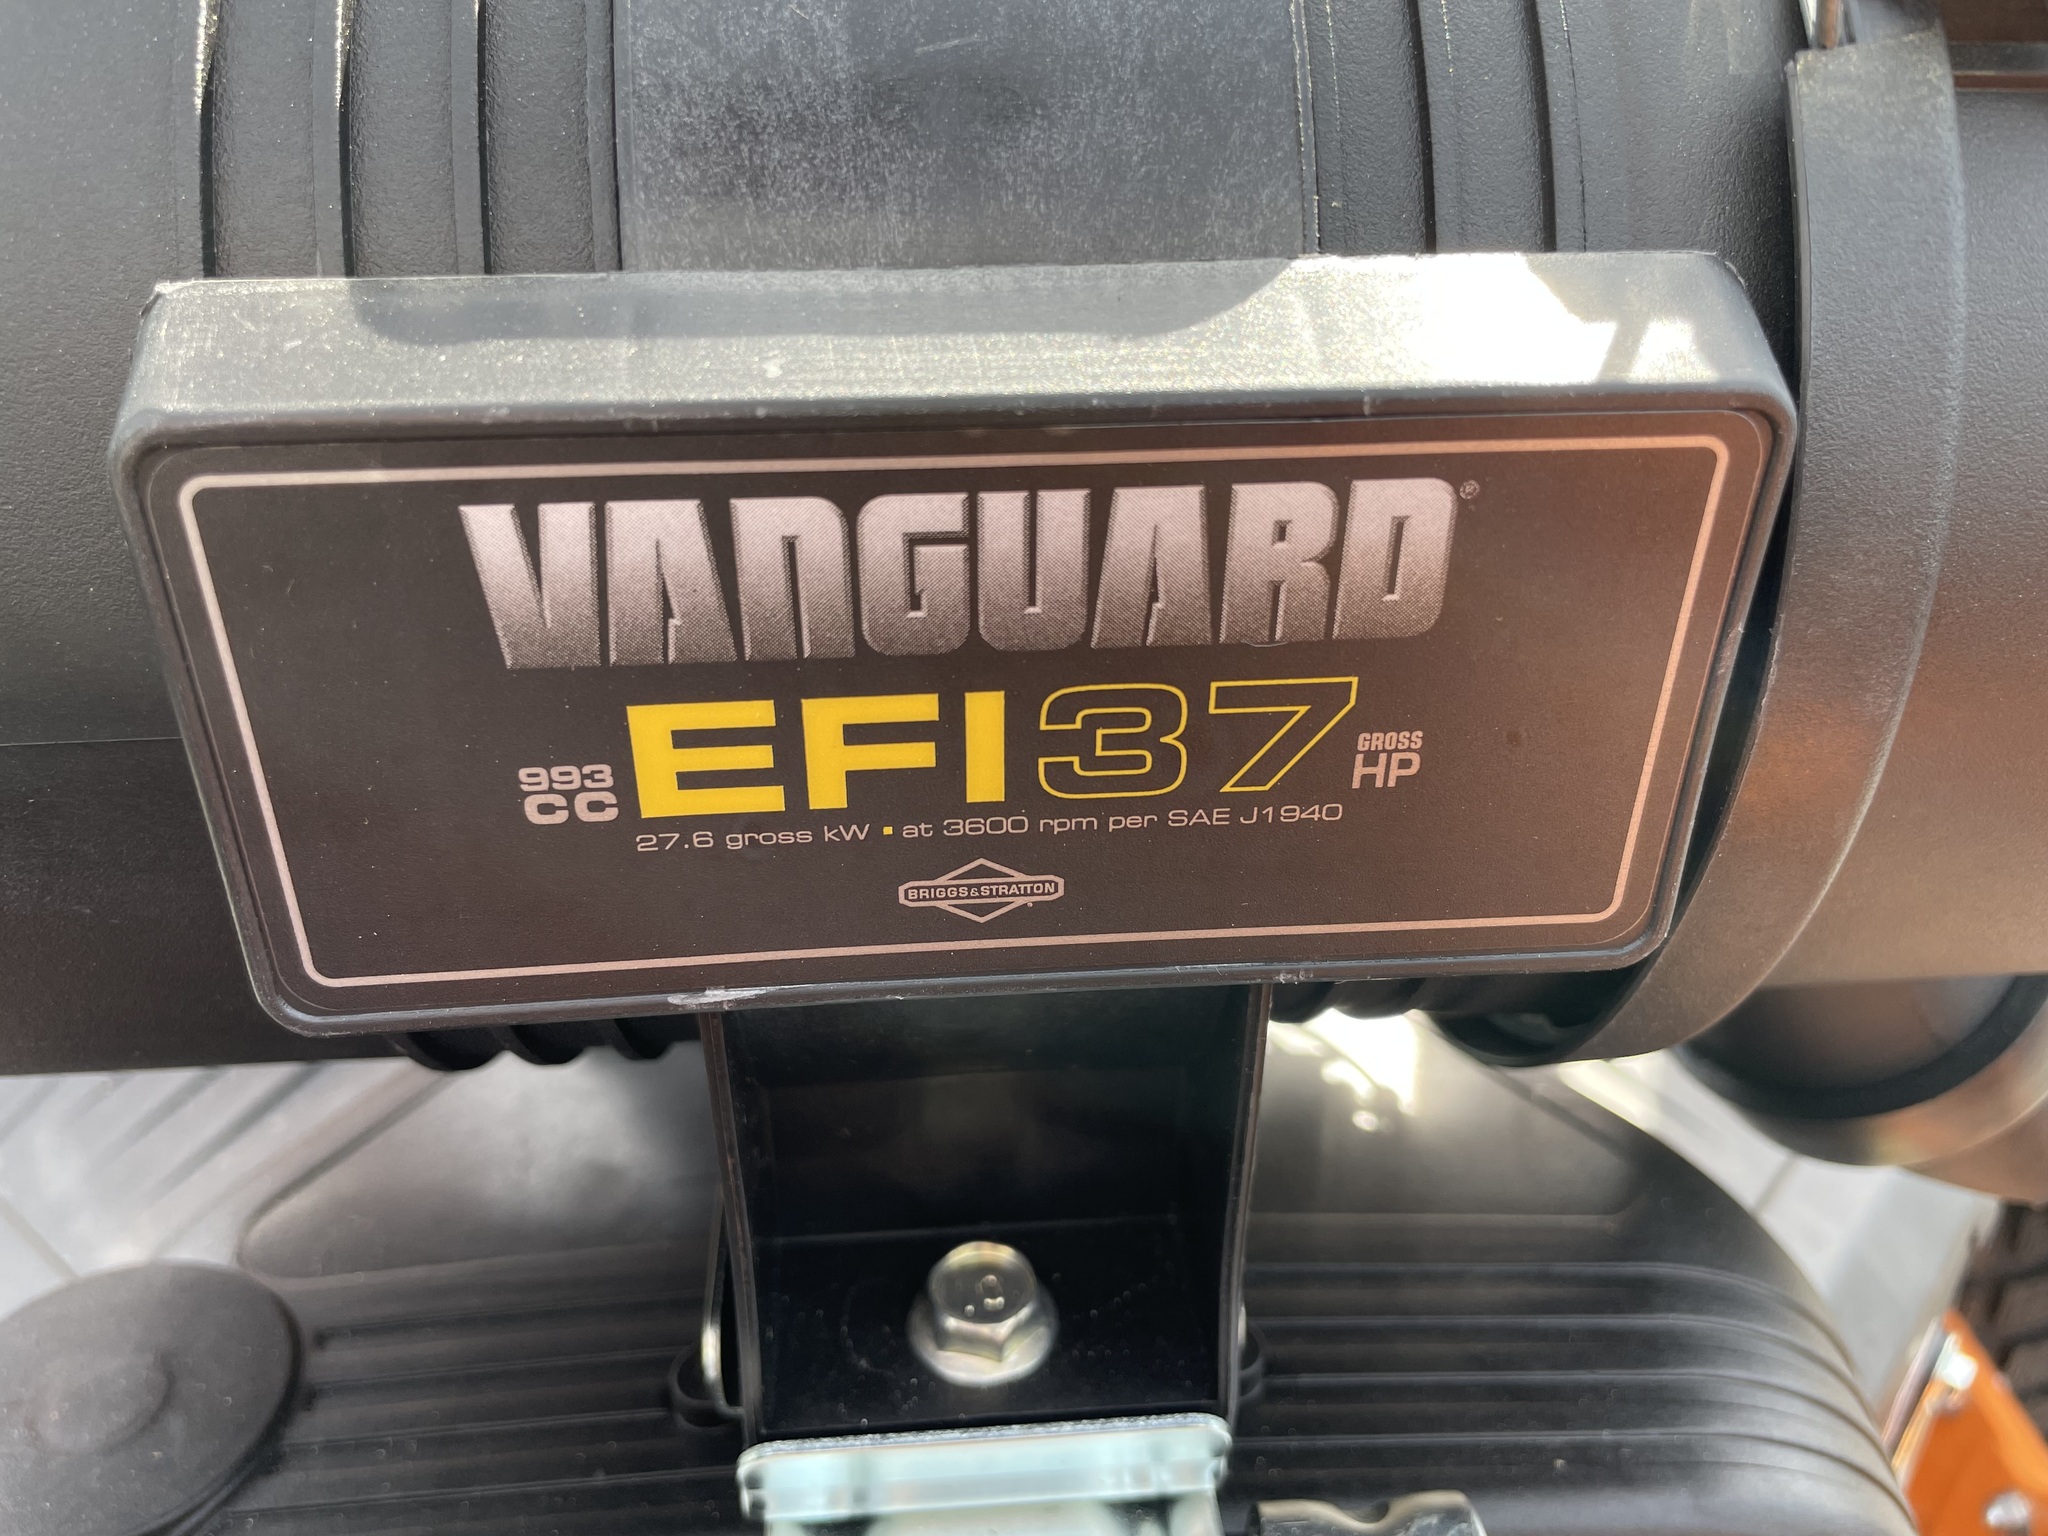 VANGUARD®
993 CC EFI 37 GROSS HP
27.6 gross kW ▪ at 3600 rpm per SAE J1940
BRIGGS&STRATTON